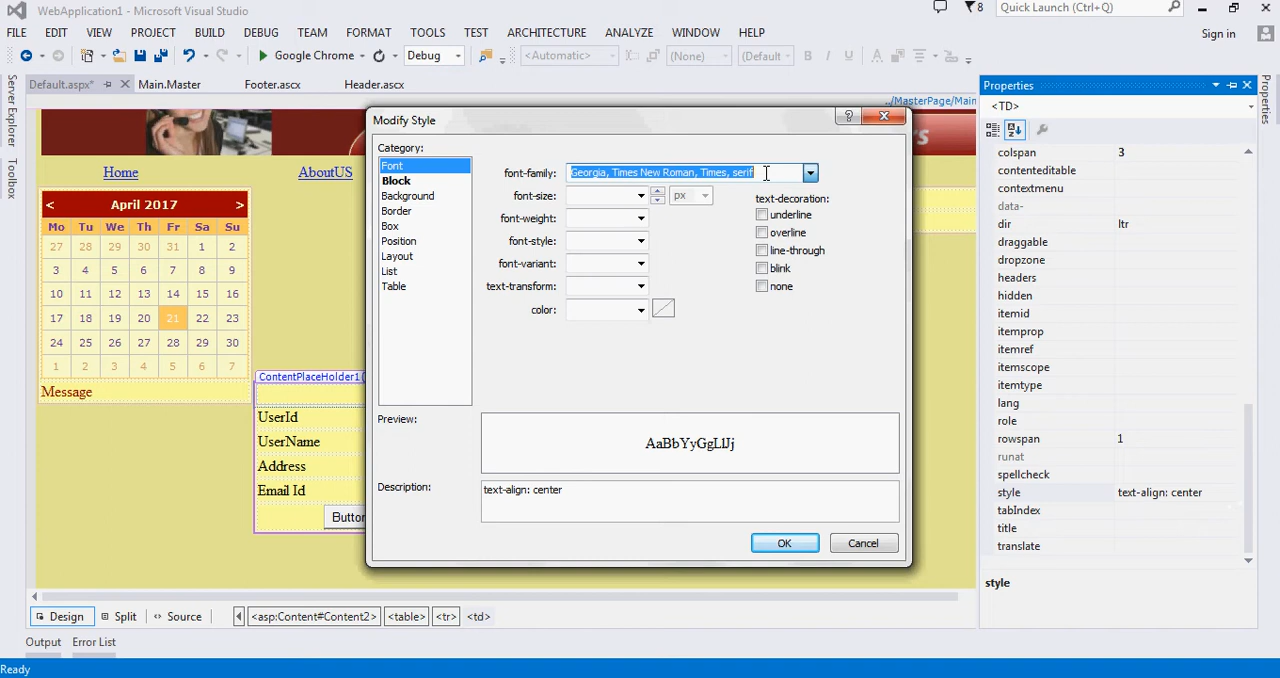 WebApplication1 - Microsoft Visual Studio
8
Quick Launch (Ctrl+Q)
FILE EDIT VIEW PROJECT BUILD DEBUG TEAM FORMAT TOOLS TEST ARCHITECTURE ANALYZE WINDOW HELP
Sign in
Google Chrome Debug <Automatic> (None) (Default B I U A
Default.aspx* Main.Master Footer.ascx Header.ascx
../MasterPage/Main
Server Explorer
Toolbox
Home AboutUS
< April 2017 >
Mo Tu We Th Fr Sa Su
27 28 29 30 31 1 2
3 4 5 6 7 8 9
10 11 12 13 14 15 16
17 18 19 20 21 22 23
24 25 26 27 28 29 30
1 2 3 4 5 6 7
Message
ContentPlaceHolder1(
UserId
UserName
Address
Email Id
Button
Modify Style
Category:
Font
Block
Background
Border
Box
Position
Layout
List
Table
font-family: Georgia, Times New Roman, Times, serif
font-size: px
font-weight:
font-style:
font-variant:
text-transform:
color:
text-decoration:
underline
overline
line-through
blink
none
Preview:
AaBbYyGgLlJj
Description:
text-align: center
OK Cancel
Properties
<TD>
colspan 3
contenteditable
contextmenu
data-
dir ltr
draggable
dropzone
headers
hidden
itemid
itemprop
itemref
itemscope
itemtype
lang
role
rowspan 1
runat
spellcheck
style text-align: center
tabIndex
title
translate
style
Properties
Design Split Source <asp:Content#Content2> <table> <tr> <td>
Output Error List
Ready